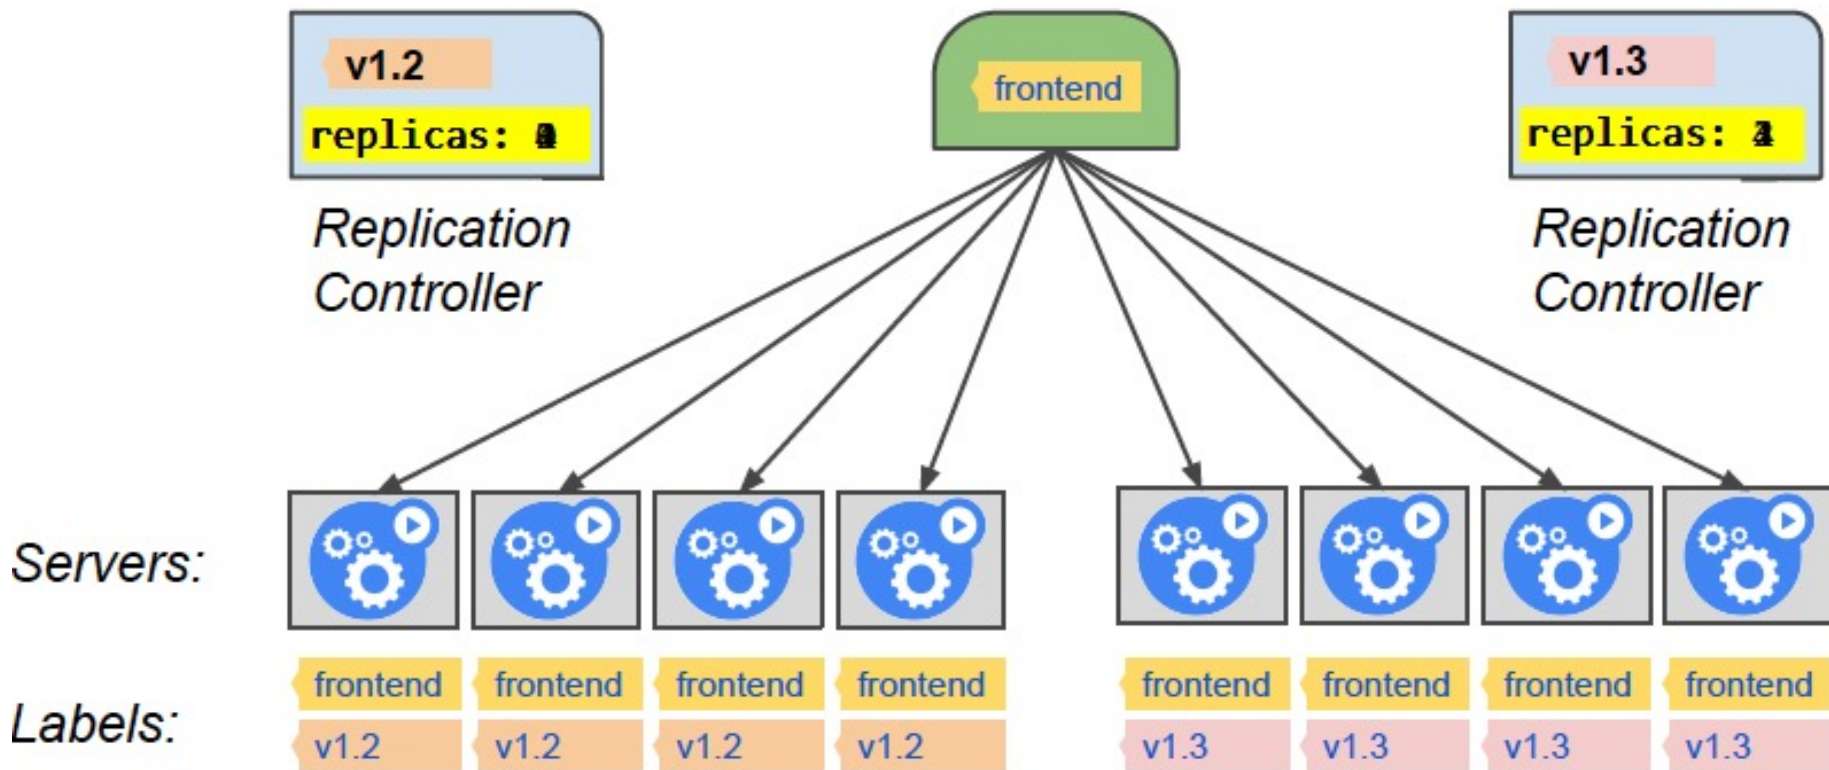 v1.2
replicas:
Replication
Controller
frontend
v1.3
replicas:
Replication
Controller
Servers:
Labels:
frontend frontend frontend frontend frontend frontend frontend frontend
v1.2 v1.2 v1.2 v1.2 v1.3 v1.3 v1.3 v1.3